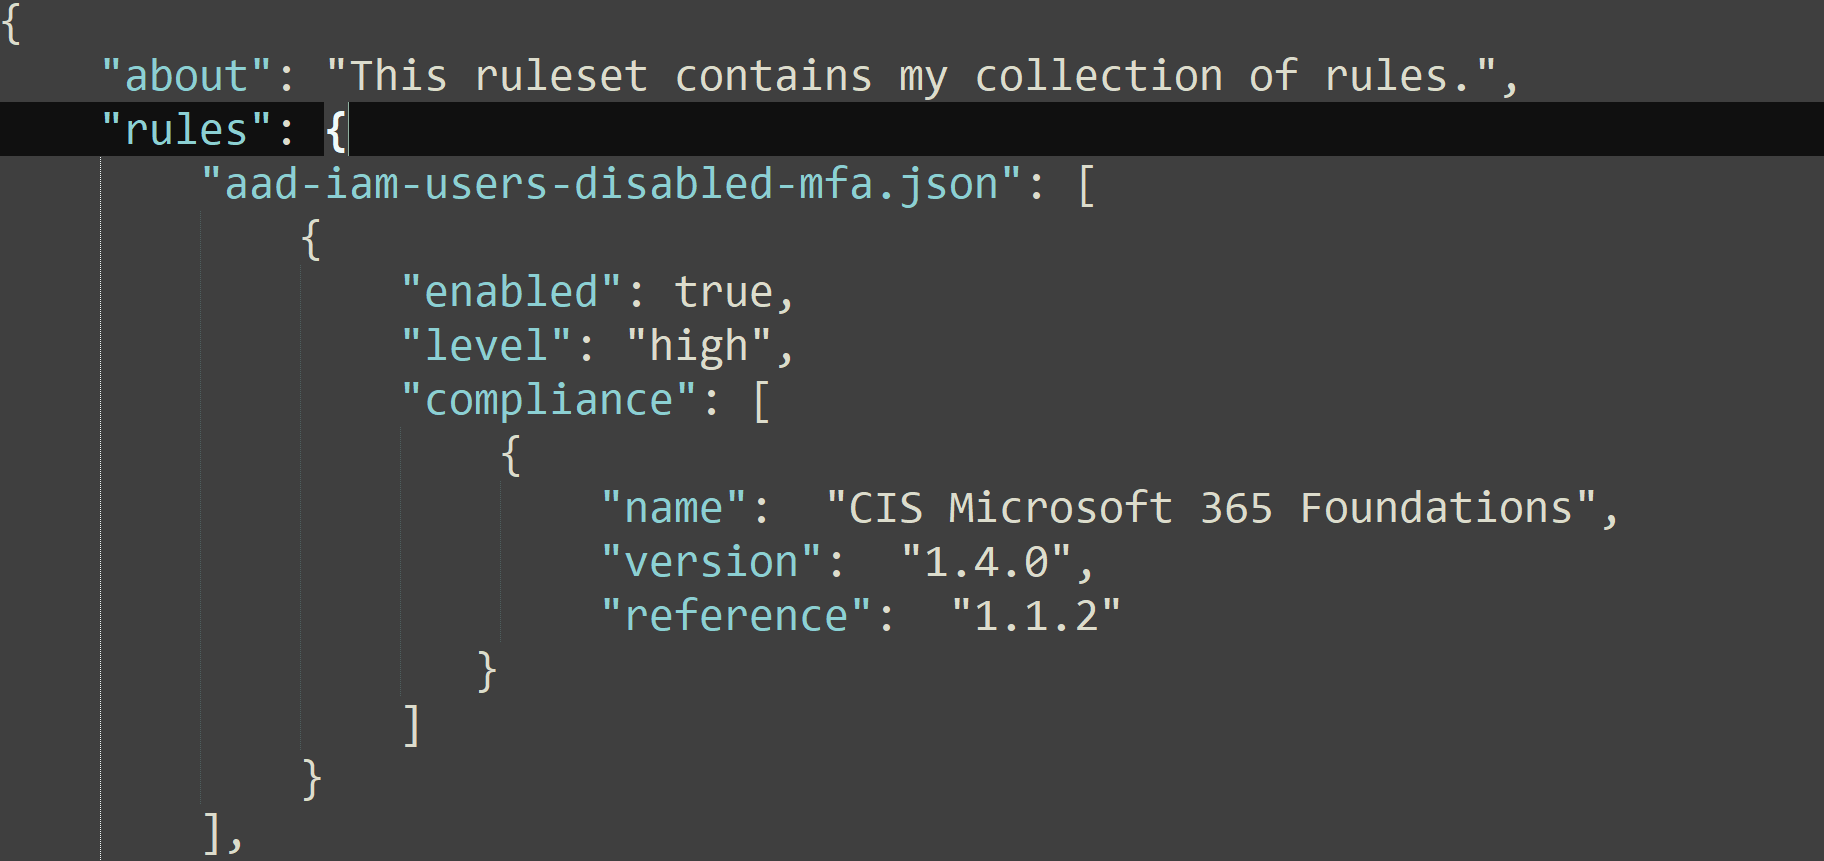 {
    "about": "This ruleset contains my collection of rules.",
    "rules": {
        "aad-iam-users-disabled-mfa.json": [
            {
                "enabled": true,
                "level": "high",
                "compliance": [
                    {
                        "name":  "CIS Microsoft 365 Foundations",
                        "version":  "1.4.0",
                        "reference":  "1.1.2"
                   }
                ]
            }
        ],